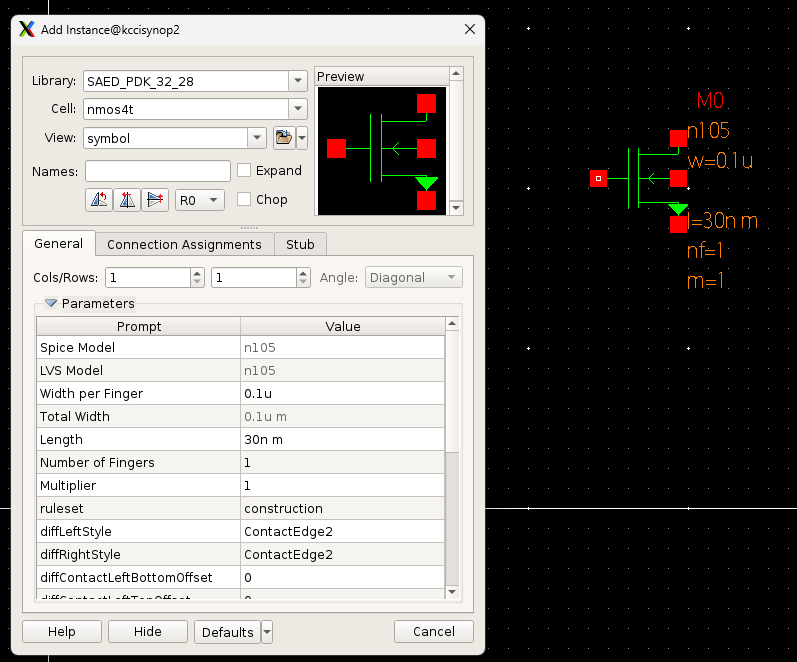 Add Instance@kccisynop2
Library: SAED_PDK_32_28
Cell: nmos4t
View: symbol
Names:
Expand
R0
Chop
Preview
General Connection Assignments Stub
Cols/Rows: 1 1 Angle: Diagonal
Parameters
Prompt Value
Spice Model n105
LVS Model n105
Width per Finger 0.1u
Total Width 0.1u m
Length 30n m
Number of Fingers 1
Multiplier 1
ruleset construction
diffLeftStyle ContactEdge2
diffRightStyle ContactEdge2
diffContactLeftBottomOffset 0
diffContactLeftTopOffset 0
Help Hide Defaults Cancel
M0
n105
w=0.1u
l=30n m
nf=1
m=1